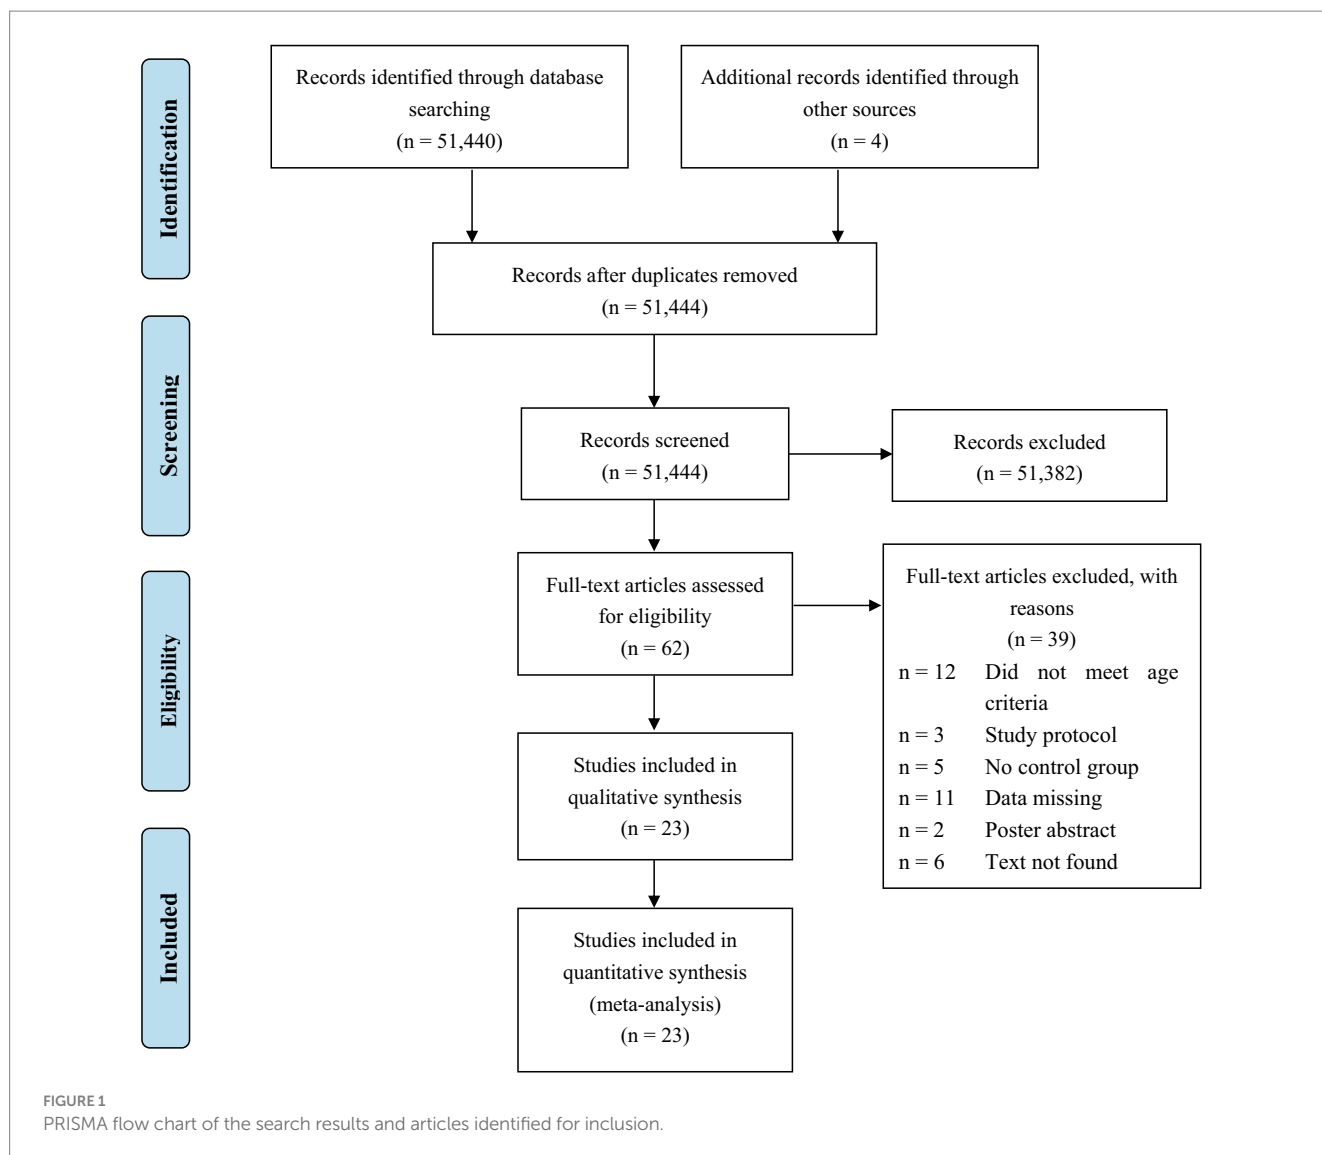 Identification
Records identified through database
searching
(n = 51,440)
Additional records identified through
other sources
(n = 4)
Records after duplicates removed
(n = 51,444)
Screening
Records screened
(n = 51,444)
Records excluded
(n = 51,382)
Eligibility
Full-text articles assessed
for eligibility
(n = 62)
Full-text articles excluded, with
reasons
(n = 39)
n = 12 Did not meet age
criteria
n = 3 Study protocol
n = 5 No control group
n = 11 Data missing
n = 2 Poster abstract
n = 6 Text not found
Studies included in
qualitative synthesis
(n = 23)
Included
Studies included in
quantitative synthesis
(meta-analysis)
(n = 23)
FIGURE 1
PRISMA flow chart of the search results and articles identified for inclusion.